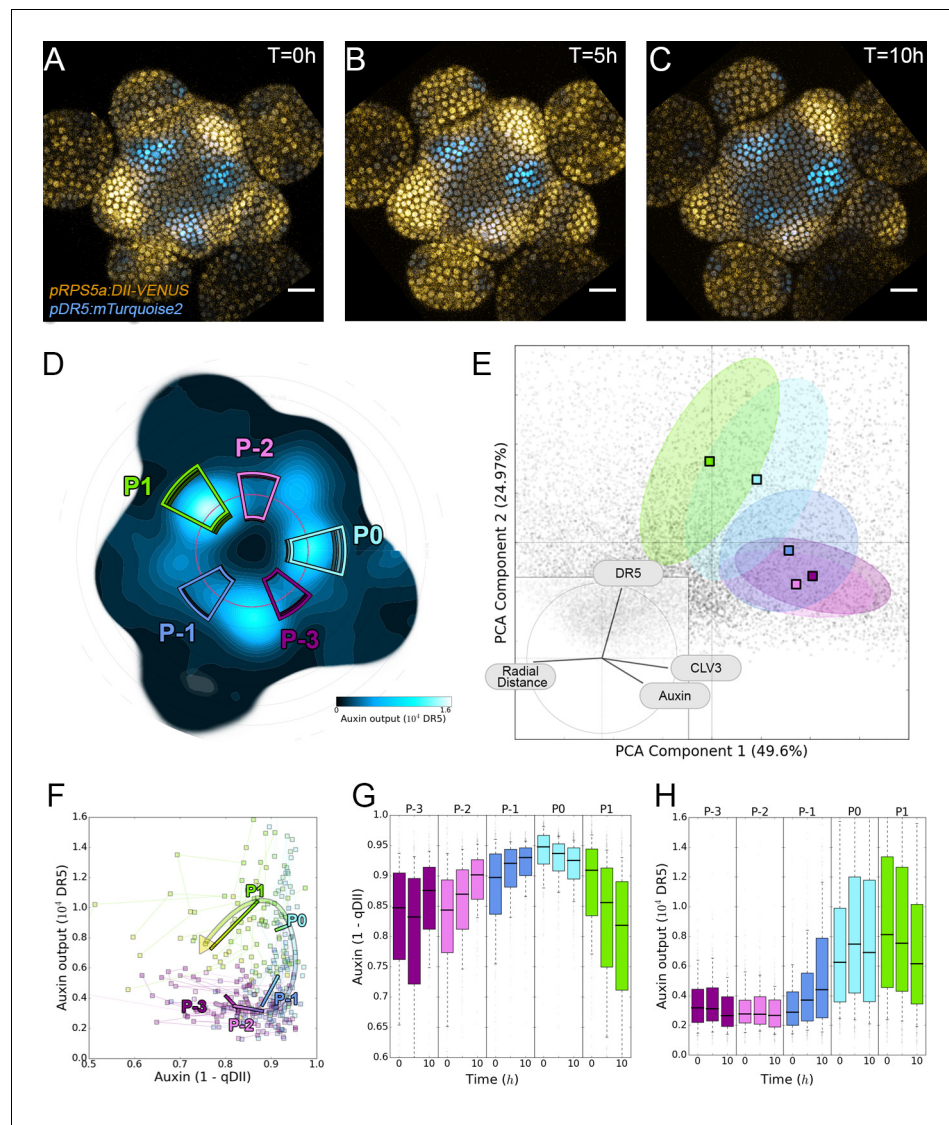 A
T=0h
B
T=5h
C
T=10h
pRPS5a:DII-VENUS
pDR5:mTurquoise2
D
P-2
P1
P0
P-1
P-3
0
1.6
Auxin output (10⁴ DR5)
E
PCA Component 2 (24.97%)
DR5
Radial
Distance
CLV3
Auxin
PCA Component 1 (49.6%)
F
Auxin output (10⁴ DR5)
1.6
1.4
1.2
1.0
0.8
0.6
0.4
0.2
0.0
P1
P0
P-1
P-3
P-2
0.5 0.6 0.7 0.8 0.9 1.0
Auxin (1 - qDII)
G
P-3 P-2 P-1 P0 P1
Auxin (1 - qDII)
1.0
0.95
0.9
0.85
0.8
0.75
0.7
0.65
0.6
0 10 0 10 0 10 0 10 0 10
Time (h)
H
P-3 P-2 P-1 P0 P1
Auxin output (10⁴ DR5)
1.6
1.4
1.2
1.0
0.8
0.6
0.4
0.2
0.0
0 10 0 10 0 10 0 10 0 10
Time (h)